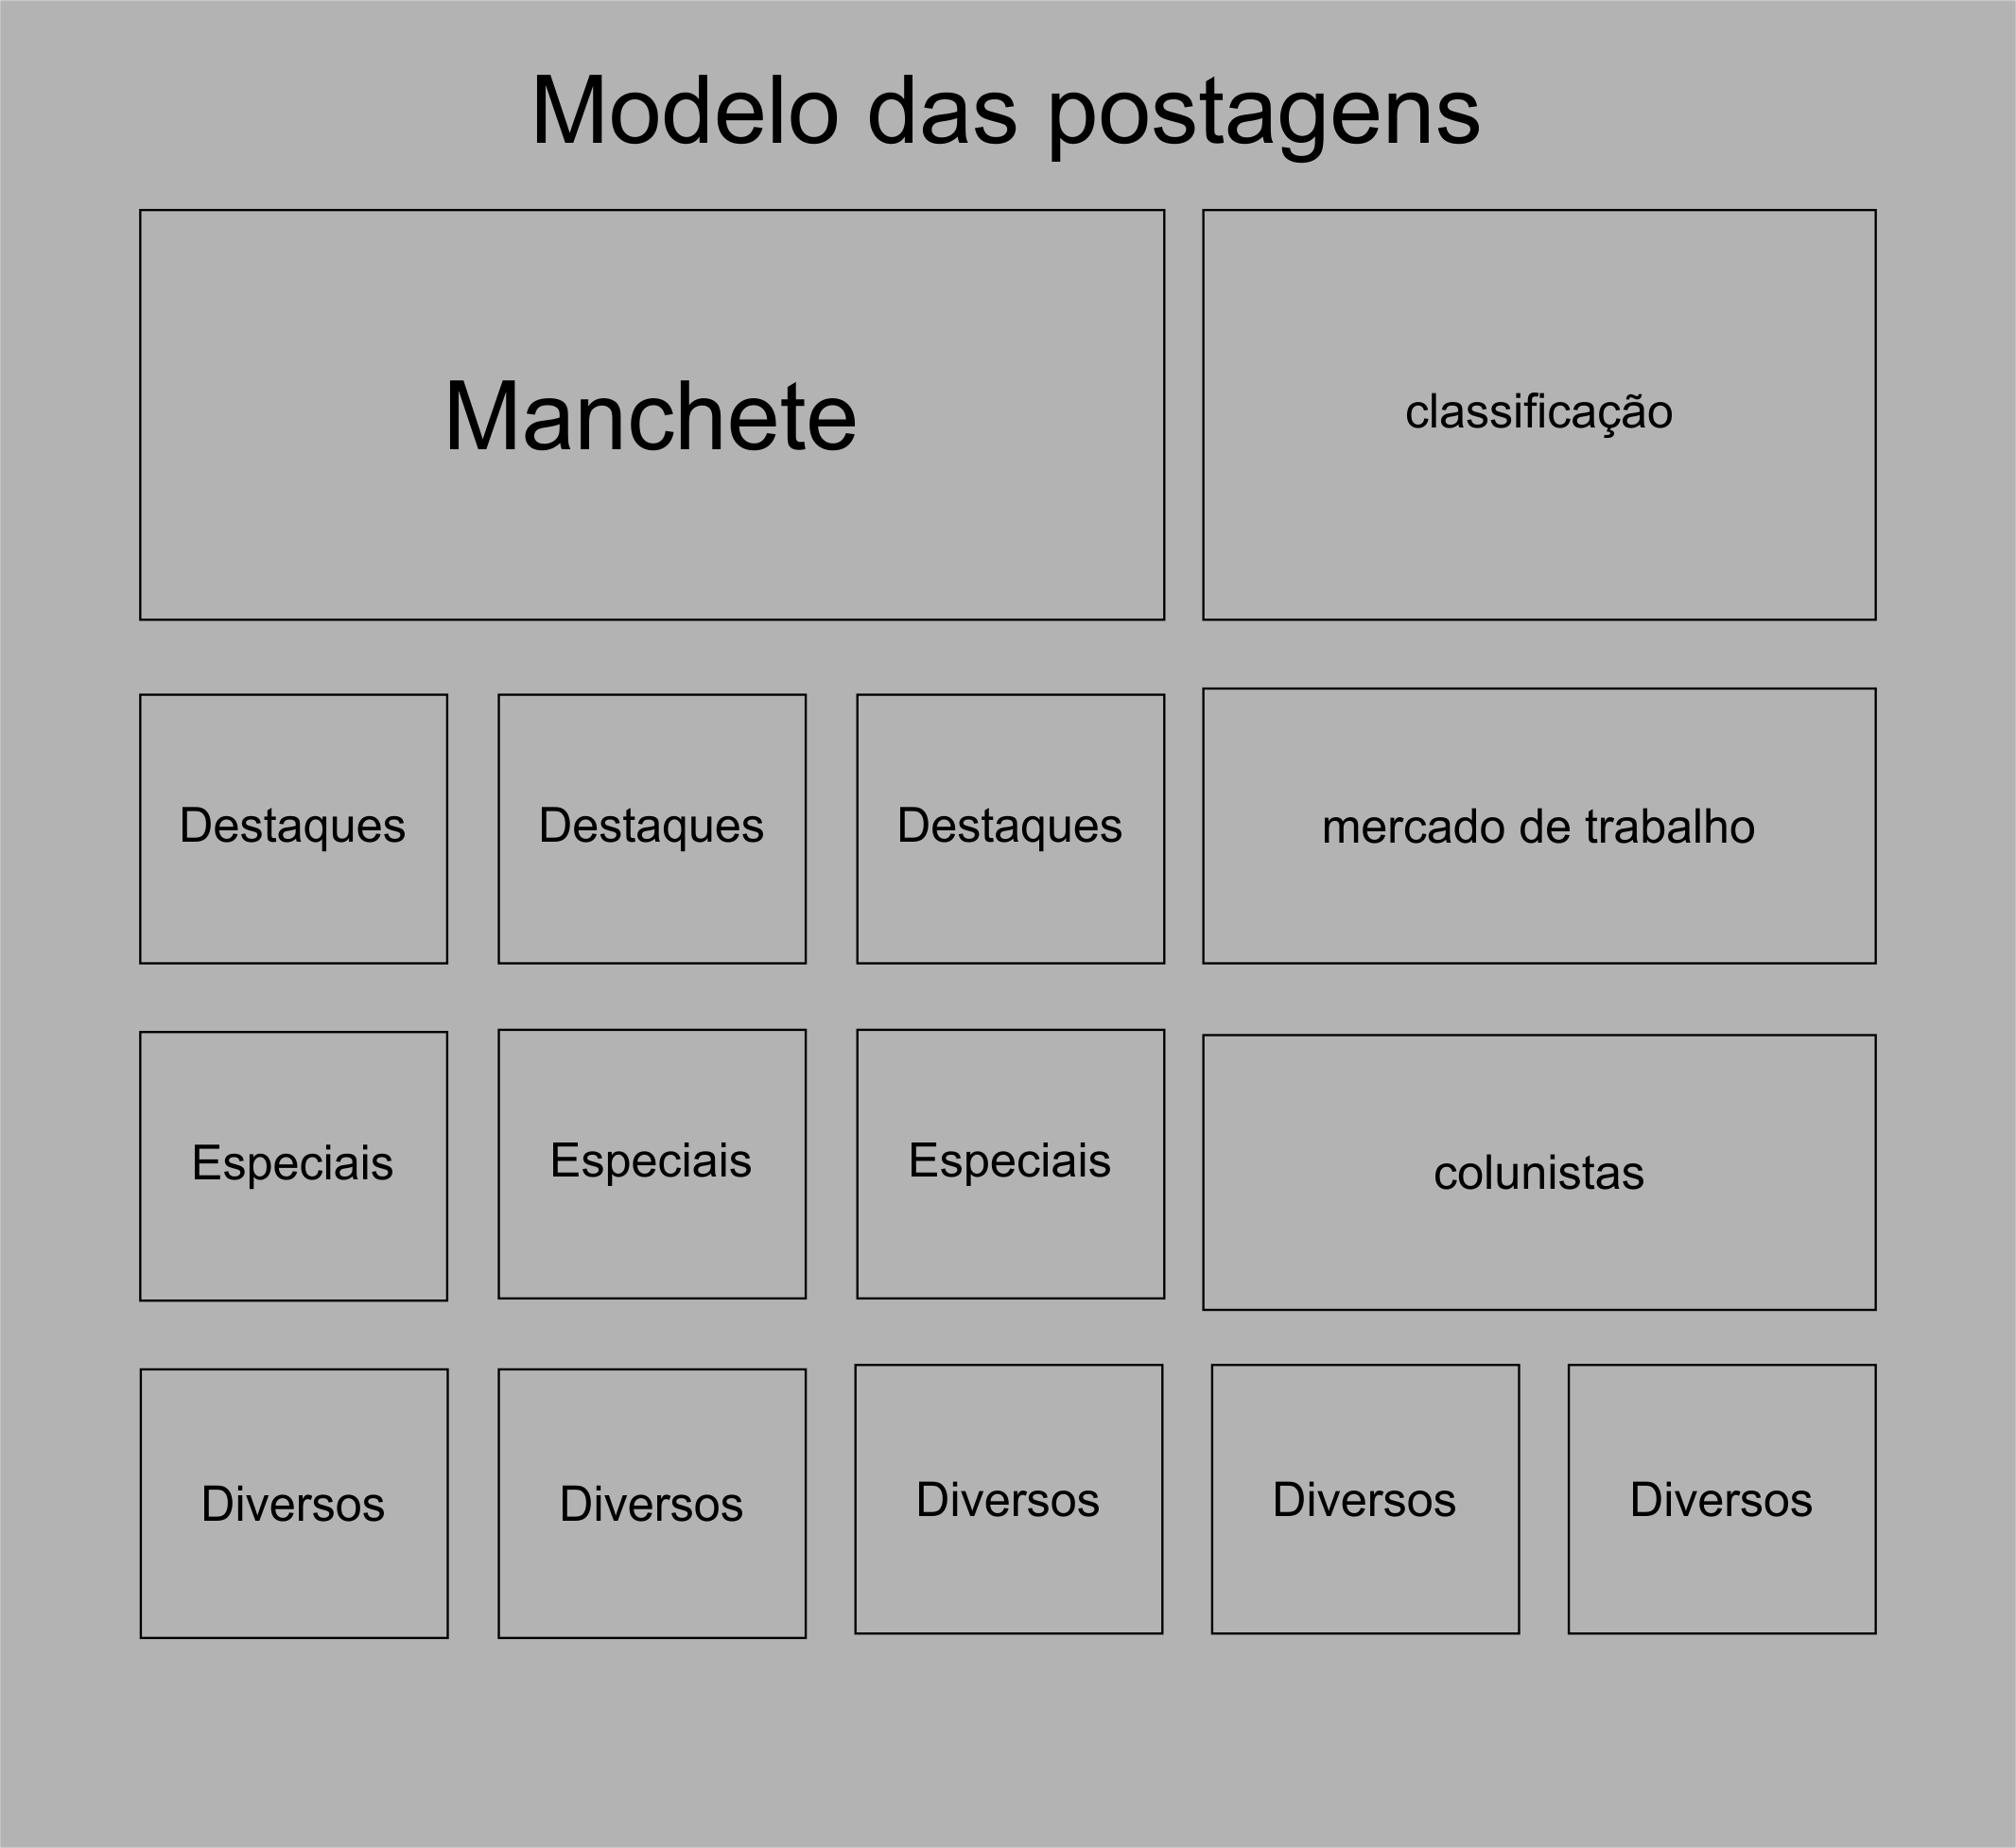 Modelo das postagens
Manchete
classificação
Destaques
Destaques
Destaques
mercado de trabalho
Especiais
Especiais
Especiais
colunistas
Diversos
Diversos
Diversos
Diversos
Diversos